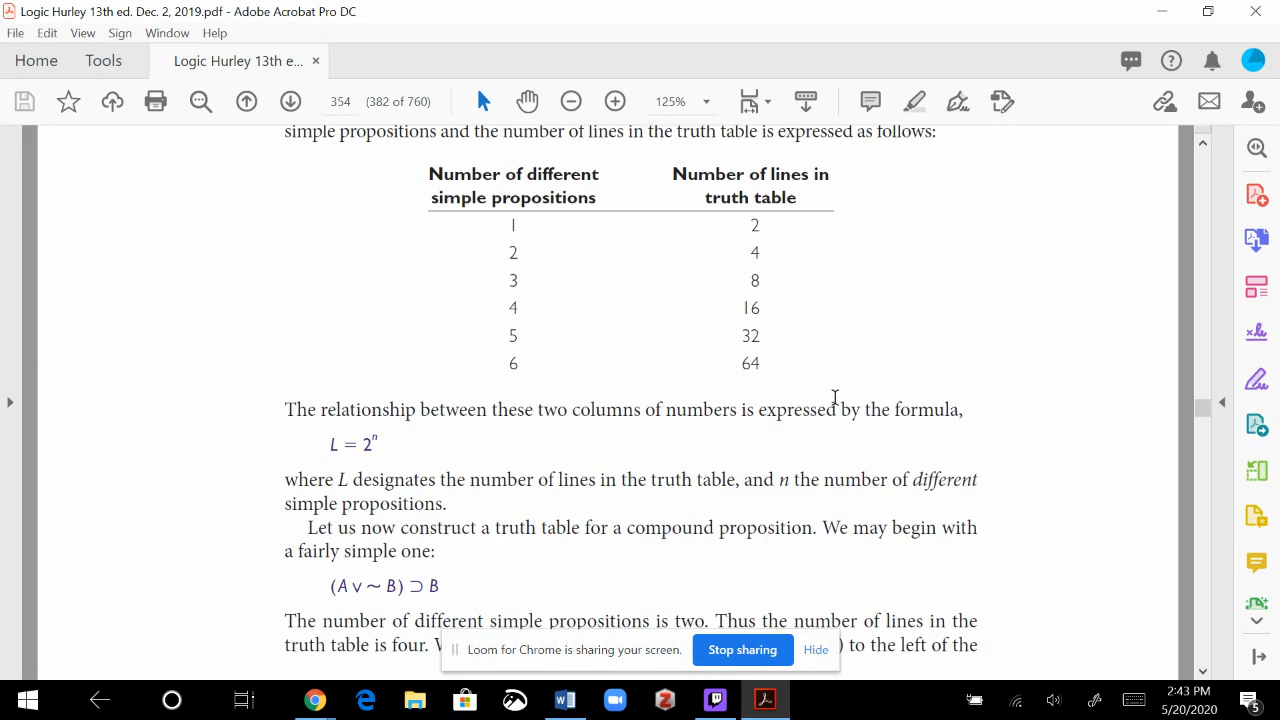 Logic Hurley 13th ed. Dec. 2, 2019.pdf - Adobe Acrobat Pro DC
File Edit View Sign Window Help
Home Tools Logic Hurley 13th e... ×
354 (382 of 760) 125%
simple propositions and the number of lines in the truth table is expressed as follows:
Number of different Number of lines in
simple propositions truth table
1 2
2 4
3 8
4 16
5 32
6 64
The relationship between these two columns of numbers is expressed by the formula,
L = 2ⁿ
where L designates the number of lines in the truth table, and n the number of different
simple propositions.
Let us now construct a truth table for a compound proposition. We may begin with
a fairly simple one:
(A ∨ ~ B) ⊃ B
The number of different simple propositions is two. Thus the number of lines in the
truth table is four. ) to the left of the
Loom for Chrome is sharing your screen. Stop sharing Hide
2:43 PM
5/20/2020
5